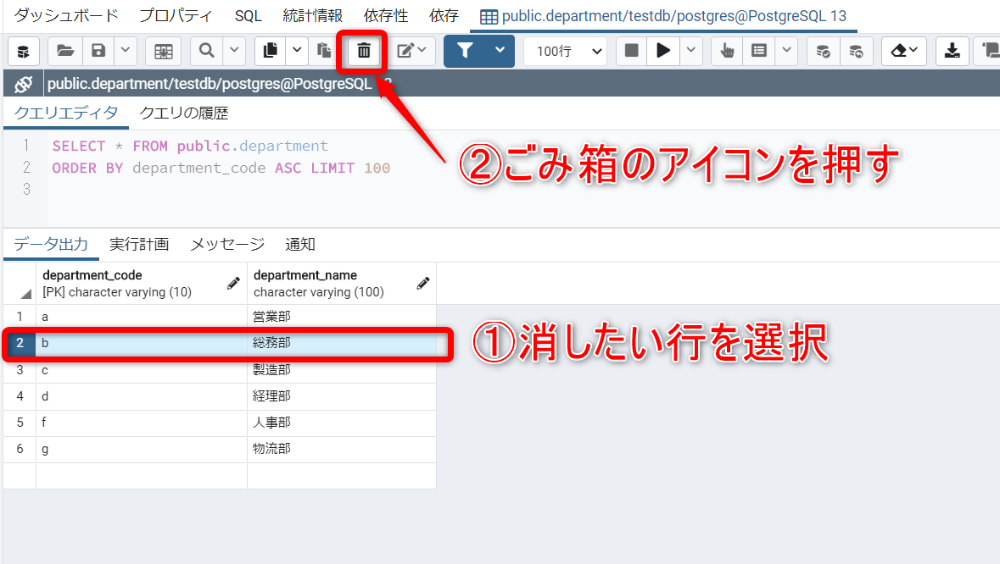 ダッシュボード プロパティ SQL 統計情報 依存性 依存 public.department/testdb/postgres@PostgreSQL 13
100行
public.department/testdb/postgres@PostgreSQL
クエリエディタ クエリの履歴
1 SELECT * FROM public.department
2 ORDER BY department_code ASC LIMIT 100
3
②ごみ箱のアイコンを押す
データ出力 実行計画 メッセージ 通知
department_code department_name
[PK] character varying (10) character varying (100)
1 a 営業部
2 b 総務部
①消したい行を選択
3 c 製造部
4 d 経理部
5 f 人事部
6 g 物流部